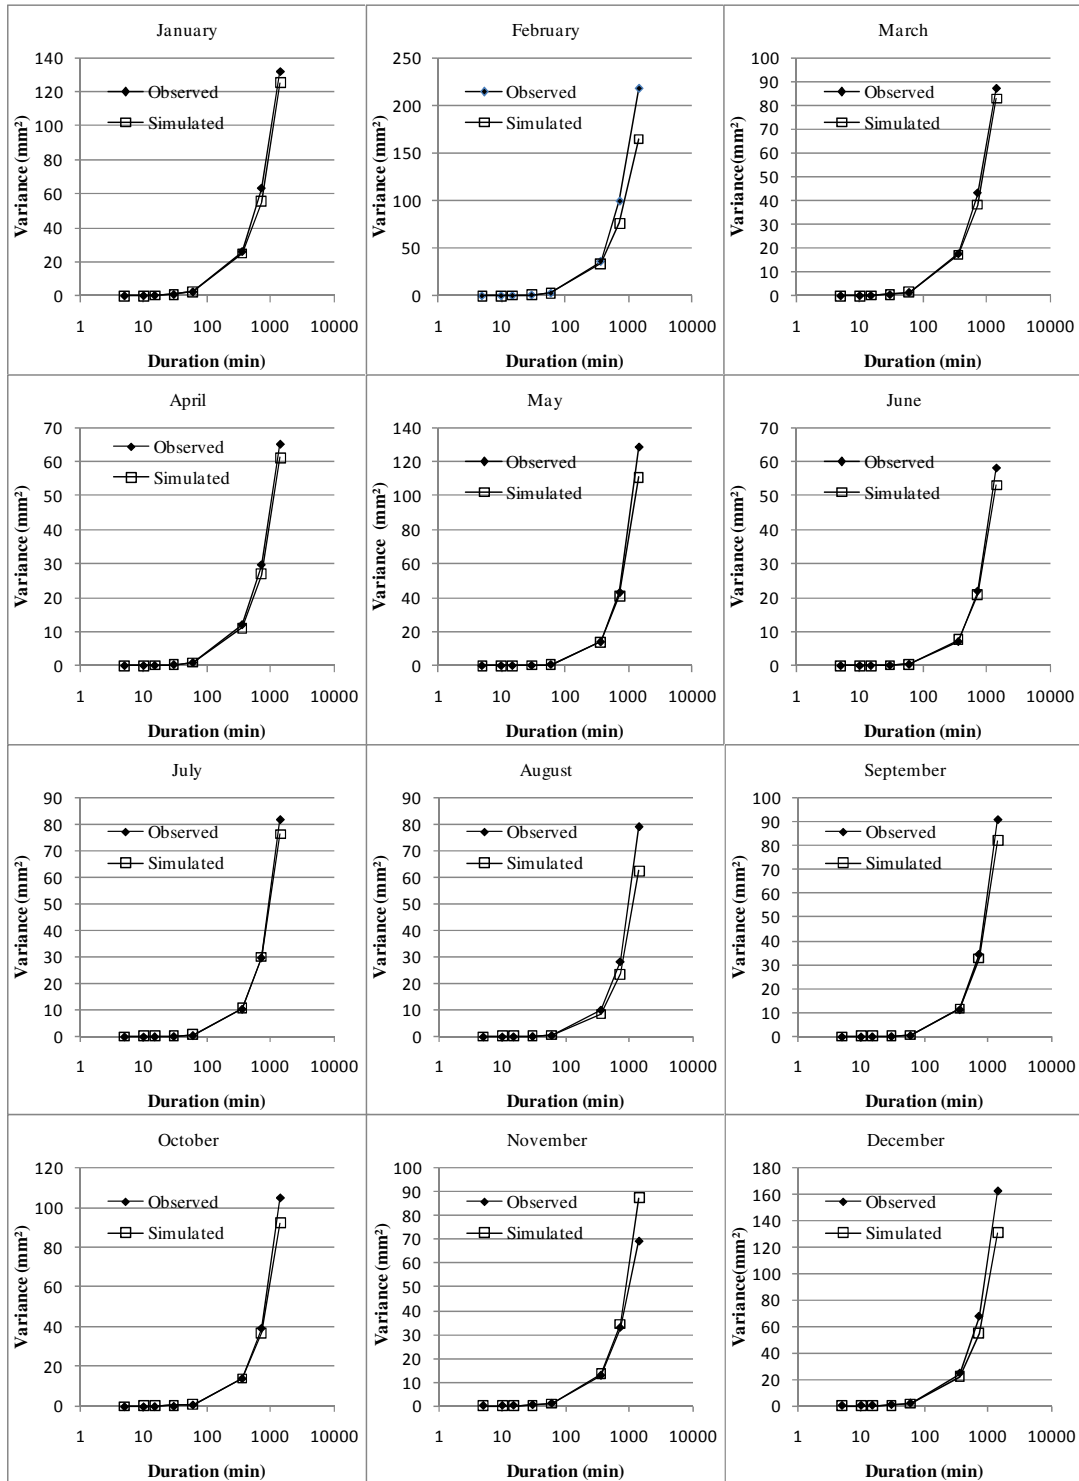 January
Variance (mm²)
140
120
100
80
60
40
20
0
Observed
Simulated
1 10 100 1000 10000
Duration (min)
February
Variance (mm²)
250
200
150
100
50
0
Observed
Simulated
1 10 100 1000 10000
Duration (min)
March
Variance(mm²)
100
90
80
70
60
50
40
30
20
10
0
Observed
Simulated
1 10 100 1000 10000
Duration (min)
April
Variance (mm²)
70
60
50
40
30
20
10
0
Observed
Simulated
1 10 100 1000 10000
Duration (min)
May
Variance (mm²)
140
120
100
80
60
40
20
0
Observed
Simulated
1 10 100 1000 10000
Duration (min)
June
Variance (mm²)
70
60
50
40
30
20
10
0
Observed
Simulated
1 10 100 1000 10000
Duration (min)
July
Variance (mm²)
90
80
70
60
50
40
30
20
10
0
Observed
Simulated
1 10 100 1000 10000
Duration (min)
August
Variance (mm²)
90
80
70
60
50
40
30
20
10
0
Observed
Simulated
1 10 100 1000 10000
Duration (min)
September
Variance (mm²)
100
90
80
70
60
50
40
30
20
10
0
Observed
Simulated
1 10 100 1000 10000
Duration (min)
October
Variance (mm²)
120
100
80
60
40
20
0
Observed
Simulated
1 10 100 1000 10000
Duration (min)
November
Variance (mm²)
100
90
80
70
60
50
40
30
20
10
0
Observed
Simulated
1 10 100 1000 10000
Duration (min)
December
Variance(mm²)
180
160
140
120
100
80
60
40
20
0
Observed
Simulated
1 10 100 1000 10000
Duration (min)